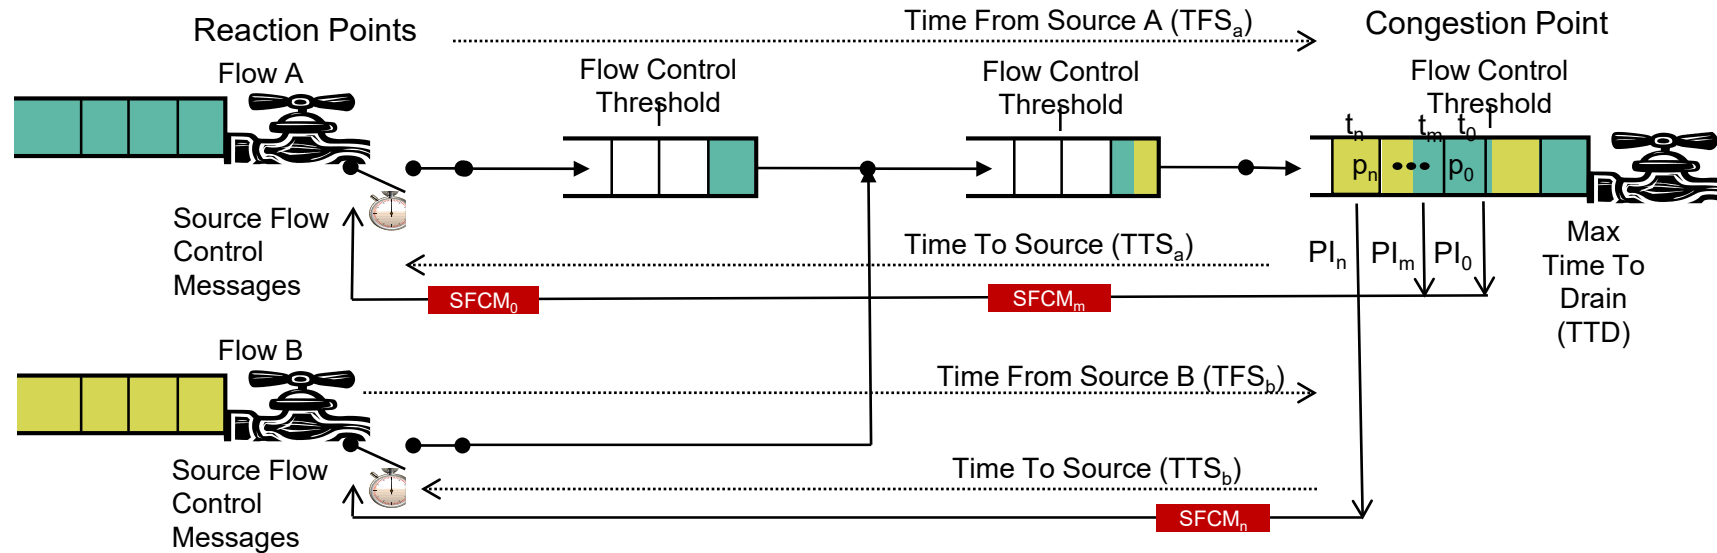 Reaction Points
Time From Source A (TFSₐ)
Congestion Point
Flow A
Flow Control
Threshold
Flow Control
Threshold
Flow Control
Threshold
tₙ
tₘ
t₀
pₙ
•••
p₀
Source Flow
Control
Messages
Time To Source (TTSₐ)
PIₙ
PIₘ
PI₀
Max
Time To
Drain
(TTD)
SFCM₀
SFCMₘ
Flow B
Time From Source B (TFS_b)
Source Flow
Control
Messages
Time To Source (TTS_b)
SFCMₙ